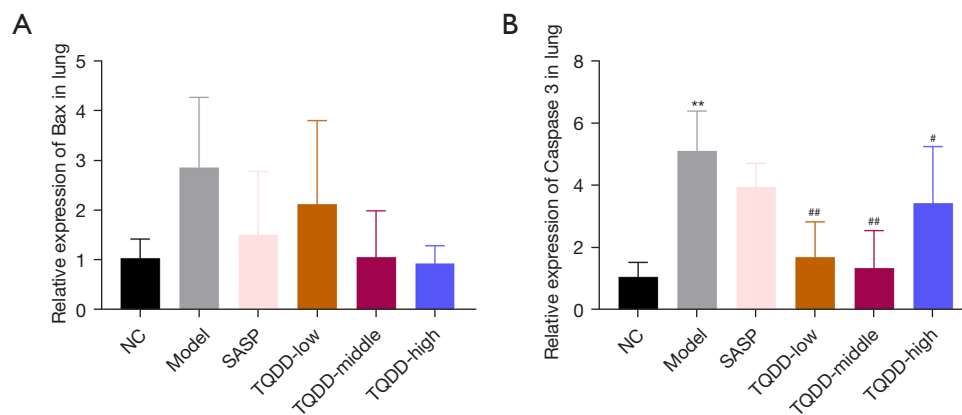 A
Relative expression of Bax in lung
5
4
3
2
1
0
NC
Model
SASP
TQDD-low
TQDD-middle
TQDD-high
B
Relative expression of Caspase 3 in lung
8
6
4
2
0
**
##
##
#
NC
Model
SASP
TQDD-low
TQDD-middle
TQDD-high